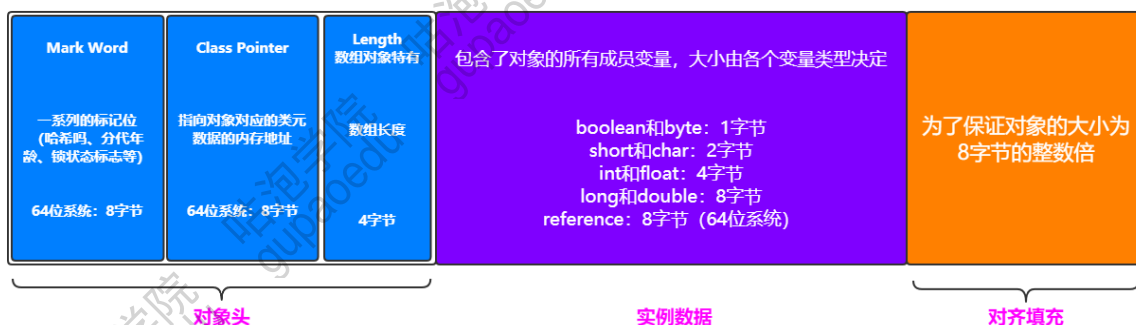 Mark Word
一系列的标记位
(哈希吗、分代年
龄、锁状态标志等)
64位系统：8字节
Class Pointer
指向对象对应的类元
数据的内存地址
64位系统：8字节
Length
数组对象特有
数组长度
4字节
包含了对象的所有成员变量，大小由各个变量类型决定
boolean和byte：1字节
short和char：2字节
int和float：4字节
long和double：8字节
reference：8字节（64位系统）
为了保证对象的大小为
8字节的整数倍
对象头
实例数据
对齐填充
咕泡学院
gupaoedu